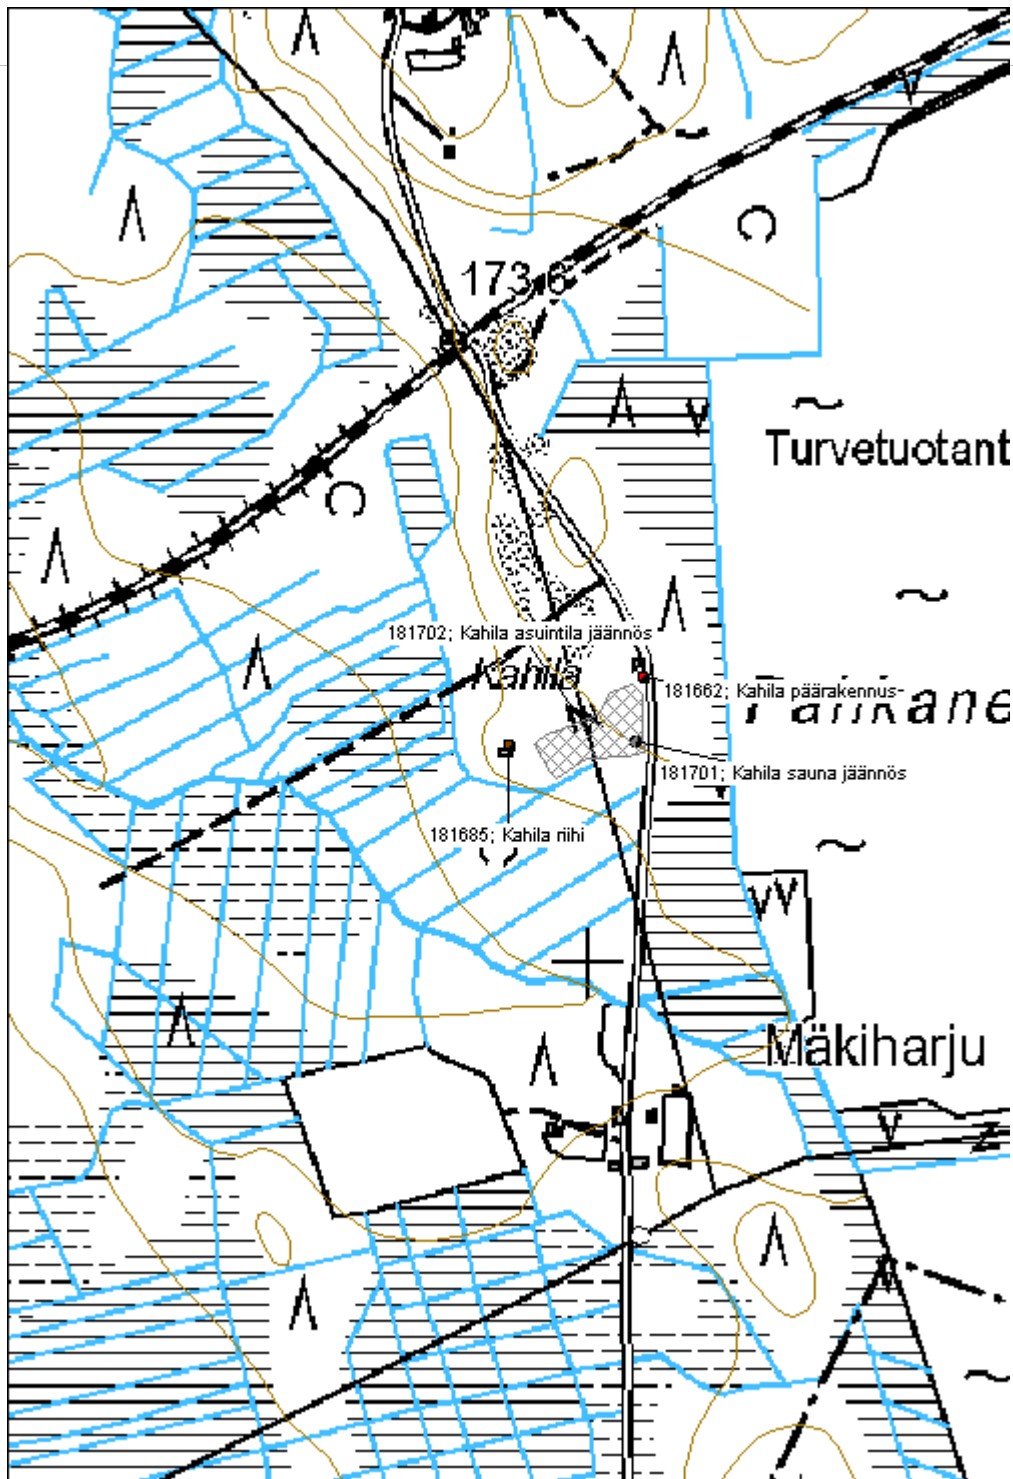 173.6
Turvetuotant
181702; Kahila asuintila jäännös
Kahila
181662; Kahila päärakennus-
181701; Kahila sauna jäännös
181685; Kahila riihi
Mäkiharju